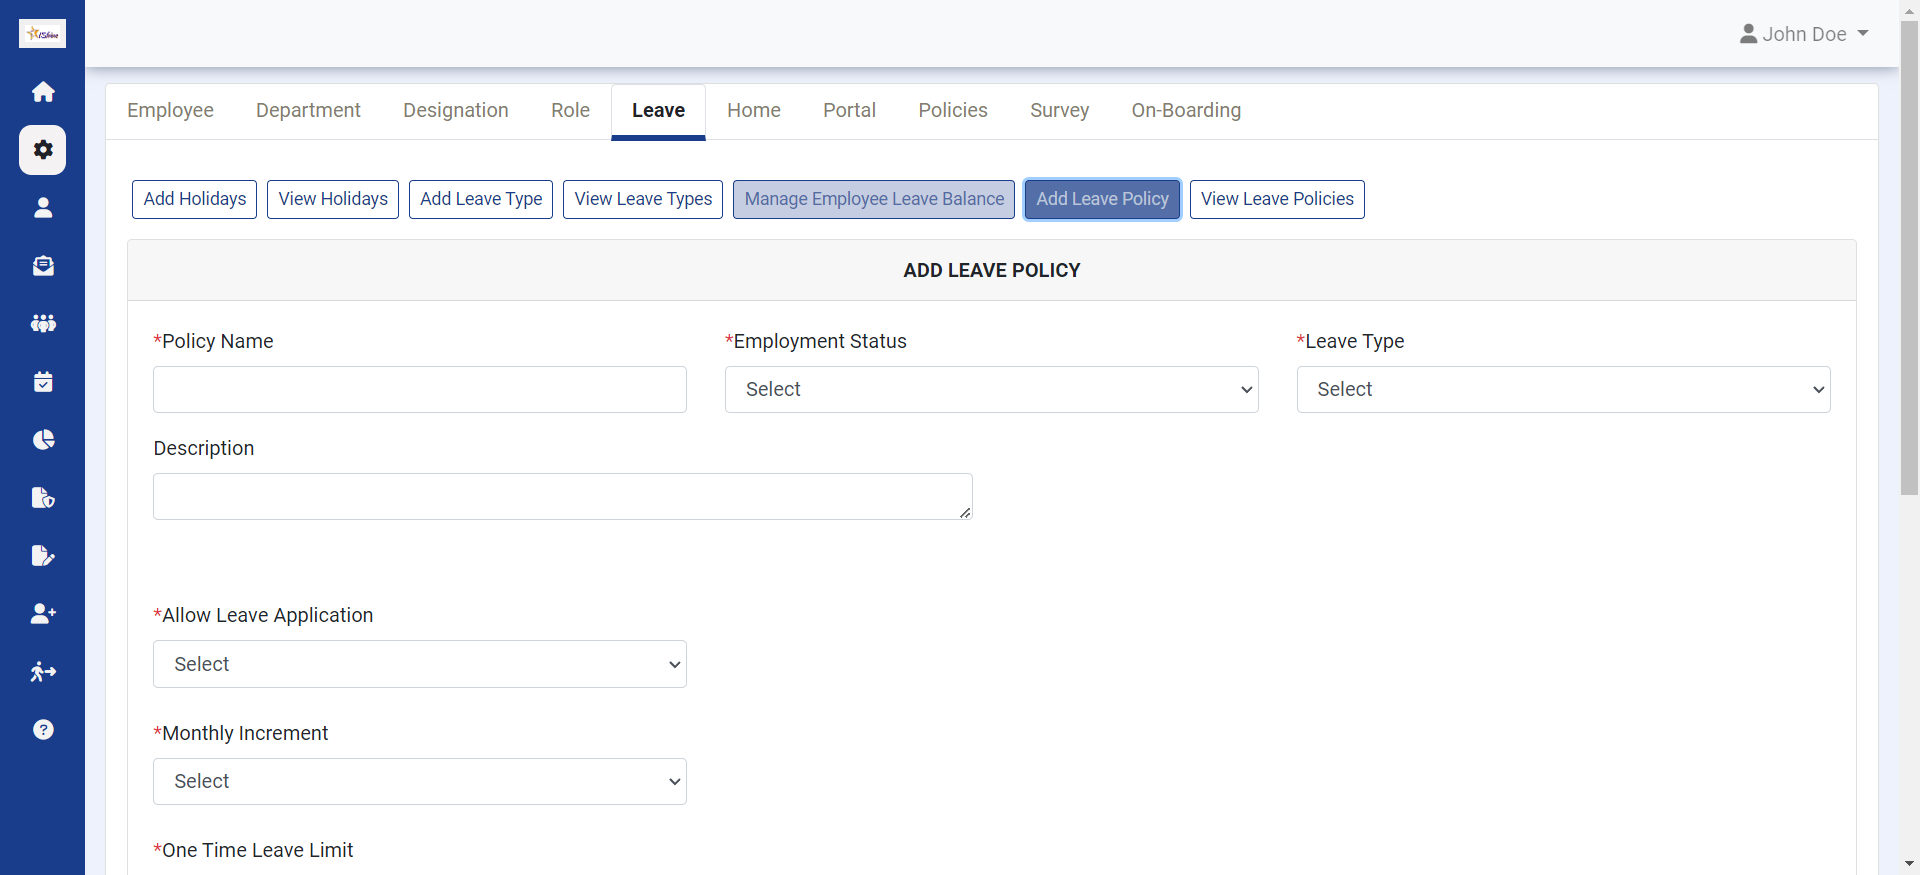 iShine
John Doe
Employee Department Designation Role Leave Home Portal Policies Survey On-Boarding
Add Holidays View Holidays Add Leave Type View Leave Types Manage Employee Leave Balance Add Leave Policy View Leave Policies
ADD LEAVE POLICY
*Policy Name *Employment Status *Leave Type
Select Select
Description
*Allow Leave Application
Select
*Monthly Increment
Select
*One Time Leave Limit